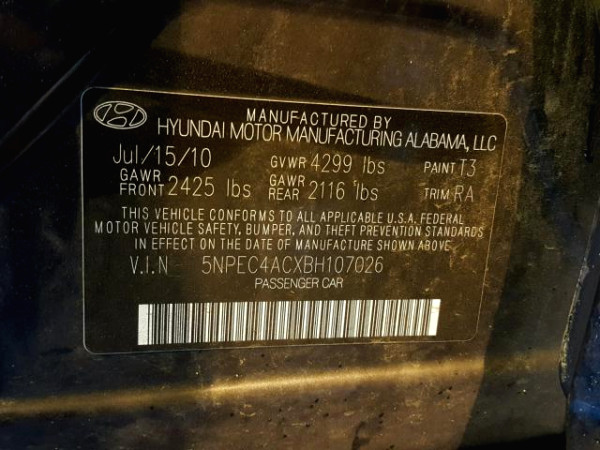 MANUFACTURED BY
HYUNDAI MOTOR MANUFACTURING ALABAMA, LLC
Jul/15/10 GVWR 4299 lbs PAINT T3
GAWR FRONT 2425 lbs GAWR REAR 2116 lbs TRIM RA
THIS VEHICLE CONFORMS TO ALL APPLICABLE U.S.A. FEDERAL
MOTOR VEHICLE SAFETY, BUMPER, AND THEFT PREVENTION STANDARDS
IN EFFECT ON THE DATE OF MANUFACTURE SHOWN ABOVE.
V.I.N 5NPEC4ACXBH107026
PASSENGER CAR